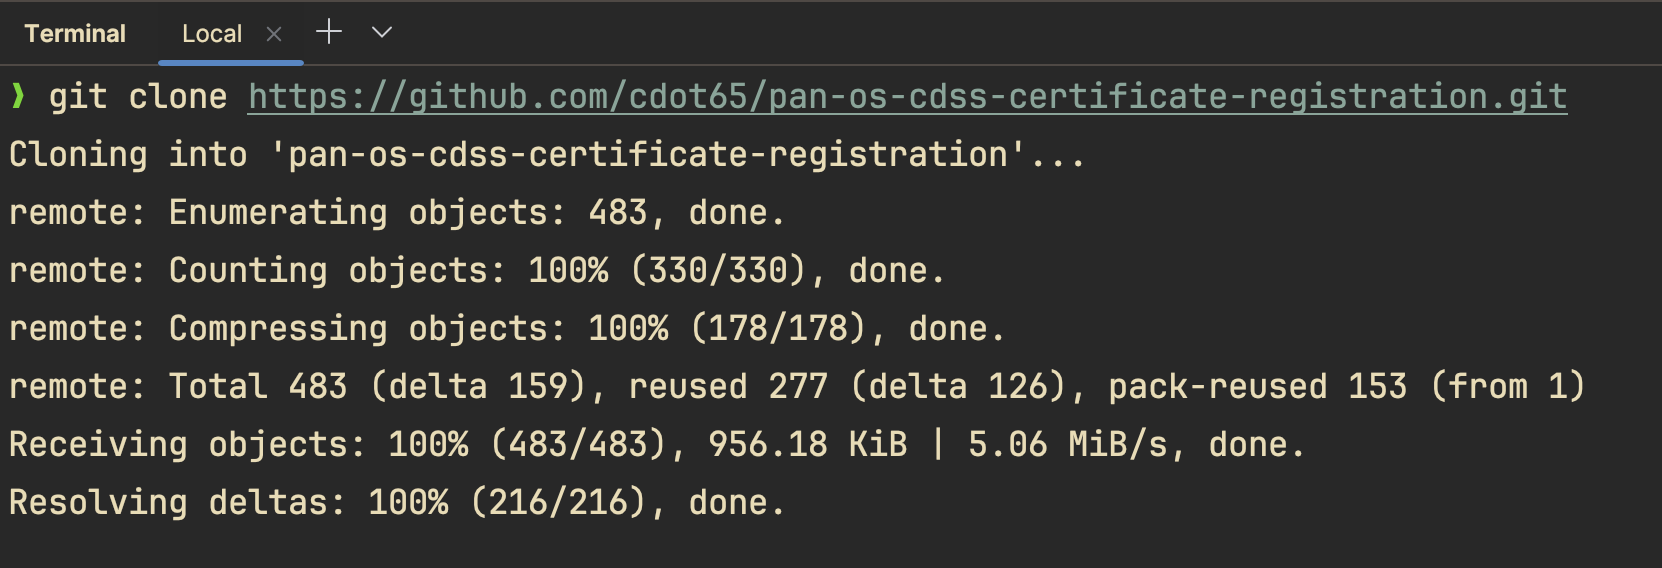 Terminal Local
❯ git clone https://github.com/cdot65/pan-os-cdss-certificate-registration.git
Cloning into 'pan-os-cdss-certificate-registration'...
remote: Enumerating objects: 483, done.
remote: Counting objects: 100% (330/330), done.
remote: Compressing objects: 100% (178/178), done.
remote: Total 483 (delta 159), reused 277 (delta 126), pack-reused 153 (from 1)
Receiving objects: 100% (483/483), 956.18 KiB | 5.06 MiB/s, done.
Resolving deltas: 100% (216/216), done.